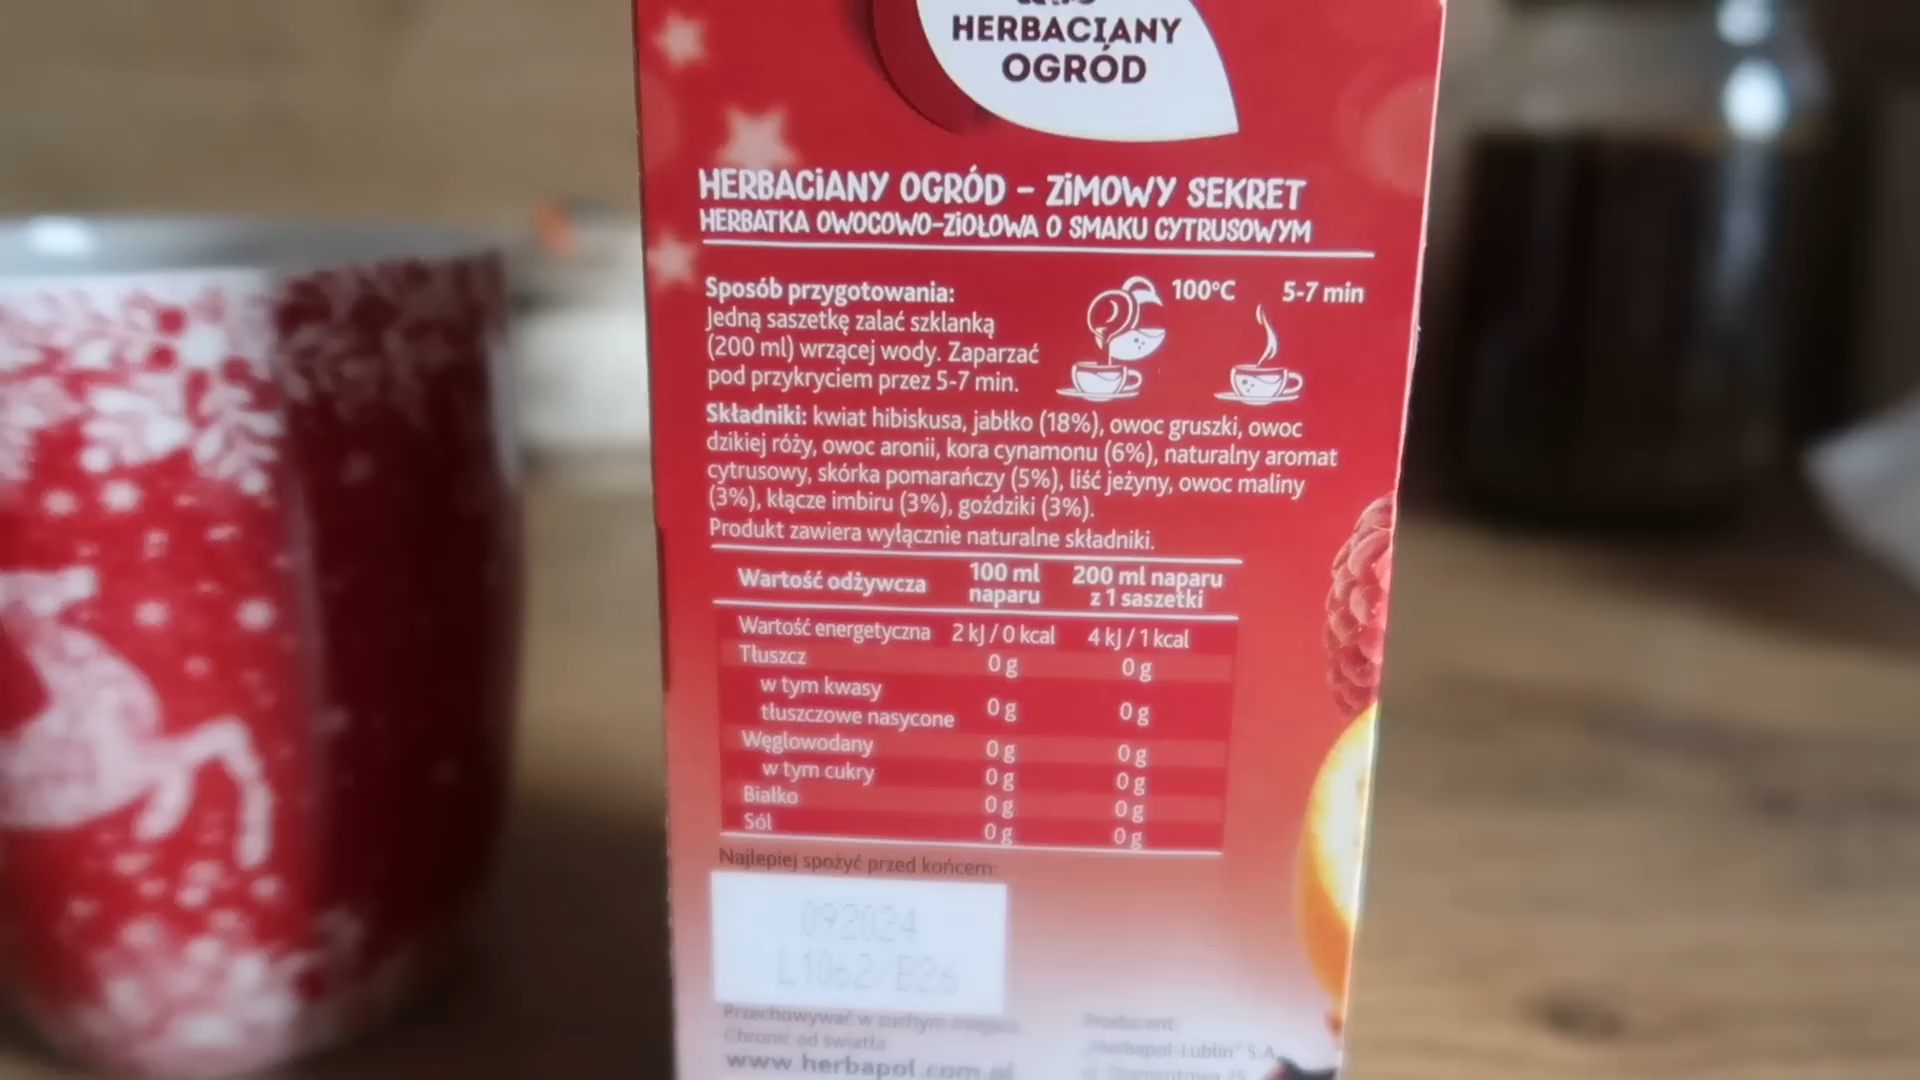 HERBACIANY
OGRÓD
HERBACIANY OGRÓD – ZIMOWY SEKRET
HERBATKA OWOCOWO-ZIOŁOWA O SMAKU CYTRUSOWYM
Sposób przygotowania:
Jedną saszetkę zalać szklanką
(200 ml) wrzącej wody. Zaparzać
pod przykryciem przez 5-7 min.
100°C 5-7 min
Składniki: kwiat hibiskusa, jabłko (18%), owoc gruszki, owoc
dzikiej róży, owoc aronii, kora cynamonu (6%), naturalny aromat
cytrusowy, skórka pomarańczy (5%), liść jeżyny, owoc maliny
(3%), kłącze imbiru (3%), goździki (3%).
Produkt zawiera wyłącznie naturalne składniki.
Wartość odżywcza 100 ml naparu 200 ml naparu z 1 saszetki
Wartość energetyczna 2 kJ / 0 kcal 4 kJ / 1 kcal
Tłuszcz 0 g 0 g
w tym kwasy
tłuszczowe nasycone 0 g 0 g
Węglowodany 0 g 0 g
w tym cukry 0 g 0 g
Białko 0 g 0 g
Sól 0 g 0 g
Najlepiej spożyć przed końcem:
092024
L1062 B26
Przechowywać w suchym miejscu
Chronić od światła
www.herbapol.com.pl
Producent:
Herbapol-Lublin" S.A.